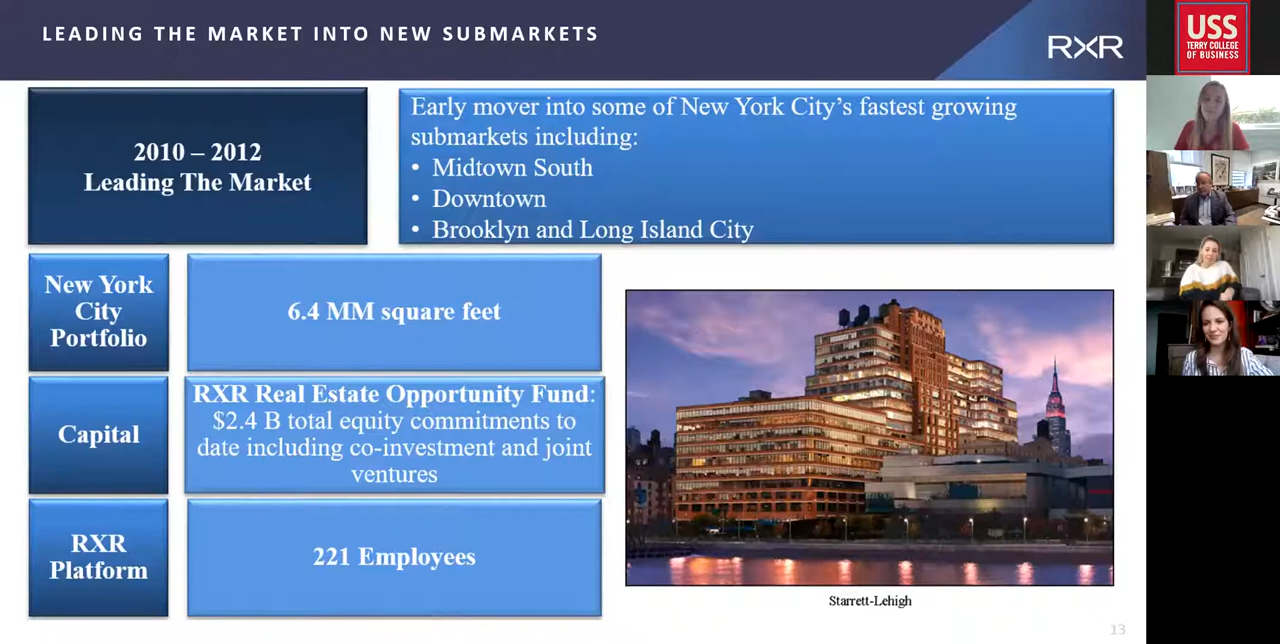 LEADING THE MARKET INTO NEW SUBMARKETS
RXR
USS
TERRY COLLEGE
OF BUSINESS
2010 – 2012
Leading The Market
Early mover into some of New York City’s fastest growing
submarkets including:
• Midtown South
• Downtown
• Brooklyn and Long Island City
New York
City
Portfolio
6.4 MM square feet
Capital
RXR Real Estate Opportunity Fund:
$2.4 B total equity commitments to
date including co-investment and joint
ventures
RXR
Platform
221 Employees
Starrett-Lehigh
13